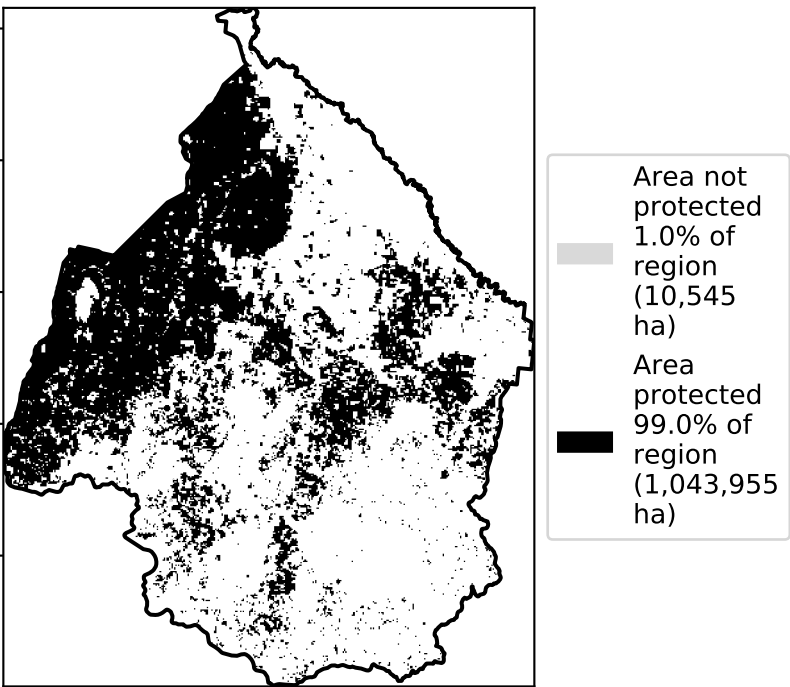 Area not
protected
1.0% of
region
(10,545
ha)
Area
protected
99.0% of
region
(1,043,955
ha)